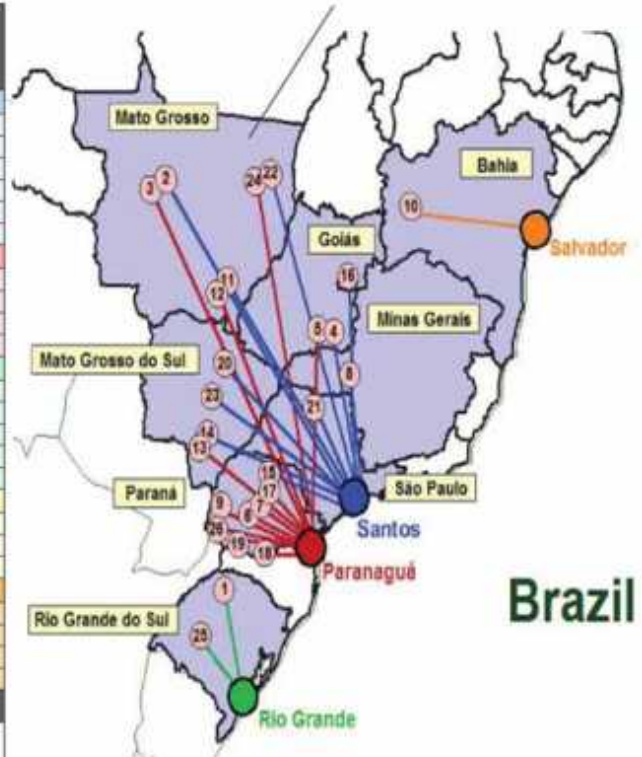 Mato Grosso
Bahia
3
2
24
22
10
Goiás
Salvador
16
11
12
Minas Gerais
5
4
Mato Grosso do Sul
20
8
23
21
14
13
Paraná
15
17
São Paulo
9
7
6
Santos
26
19
18
Paranaguá
1
Brazil
Rio Grande do Sul
25
Rio Grande